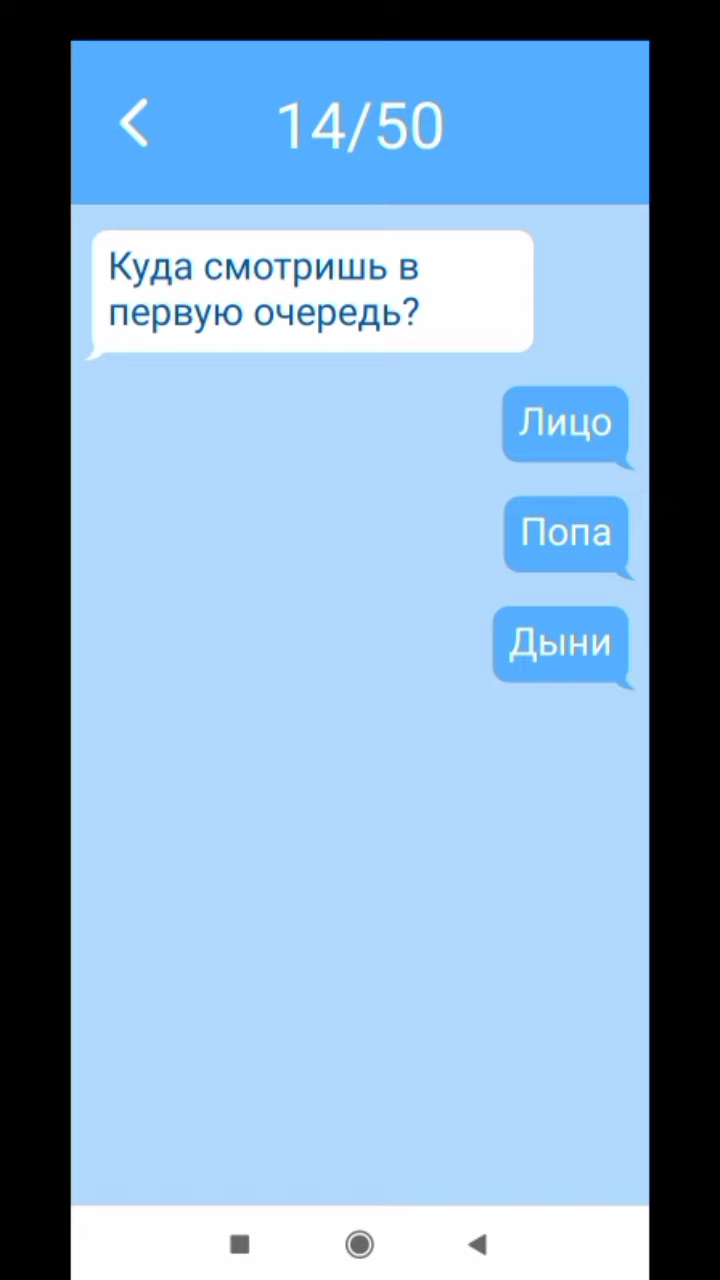 14/50
Куда смотришь в
первую очередь?
Лицо
Попа
Дыни